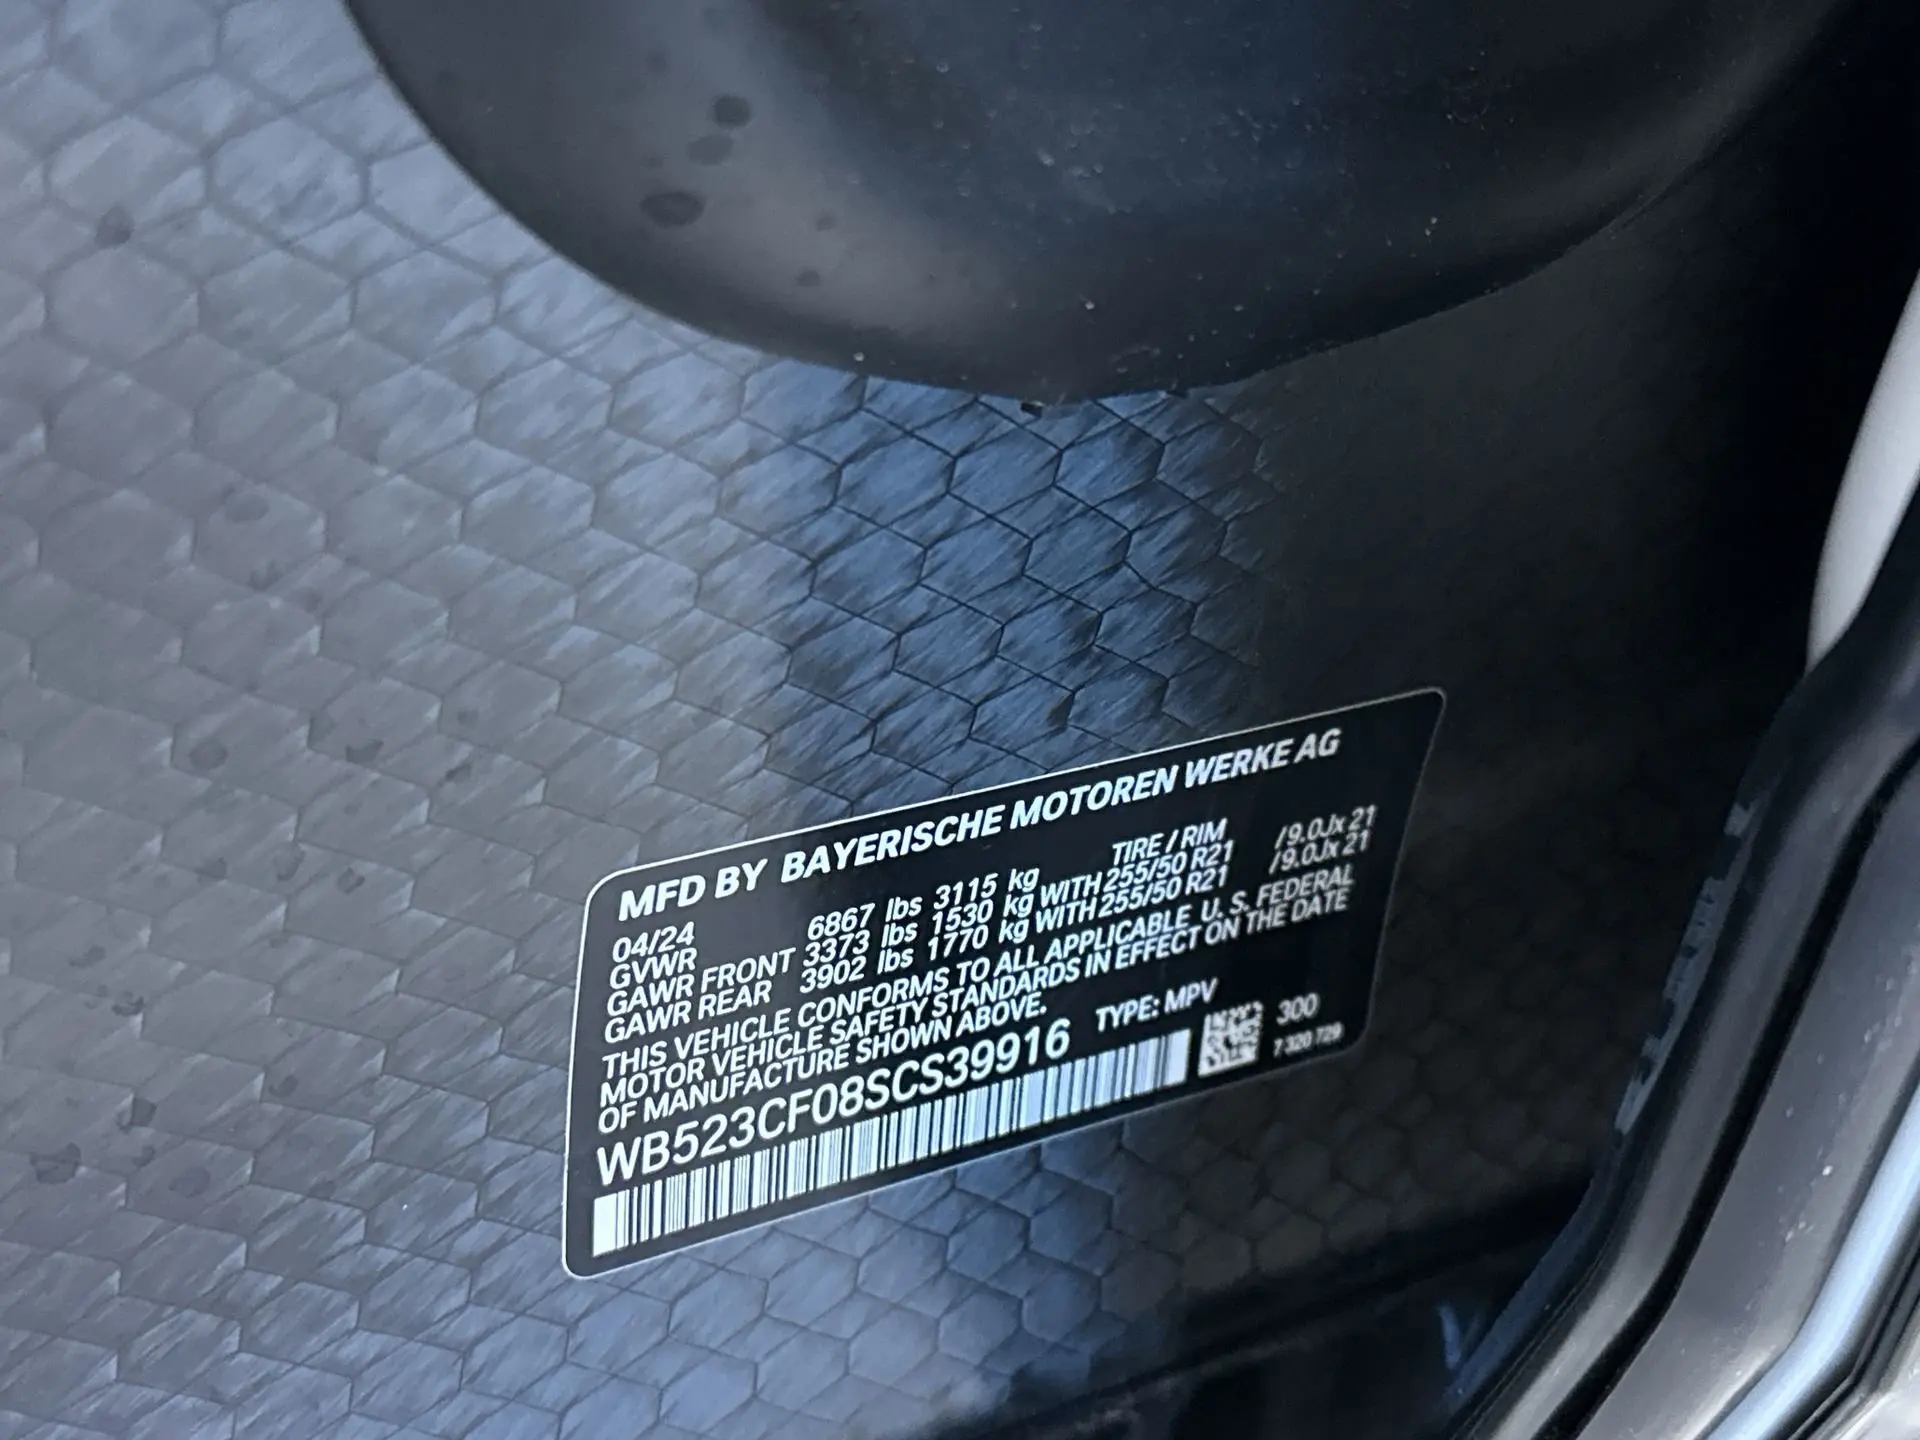 MFD BY BAYERISCHE MOTOREN WERKE AG
04/24 TIRE / RIM
GVWR 6867 lbs 3115 kg
GAWR FRONT 3373 lbs 1530 kg WITH 255/50 R21 /9.0Jx 21
GAWR REAR 3902 lbs 1770 kg WITH 255/50 R21 /9.0Jx 21
THIS VEHICLE CONFORMS TO ALL APPLICABLE U. S. FEDERAL
MOTOR VEHICLE SAFETY STANDARDS IN EFFECT ON THE DATE
OF MANUFACTURE SHOWN ABOVE.
WB523CF08SCS39916 TYPE: MPV
300
7 320 729